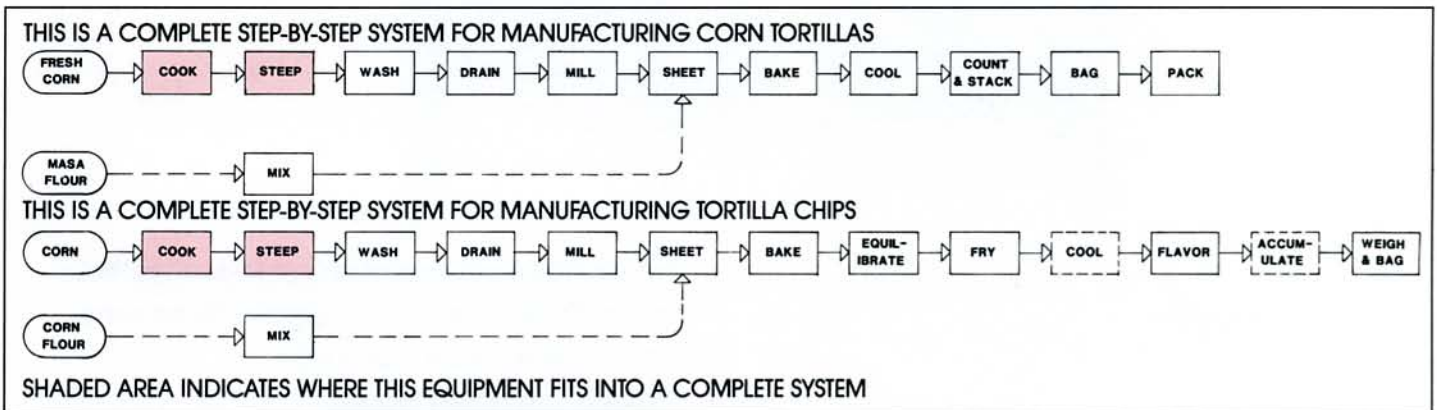 THIS IS A COMPLETE STEP-BY-STEP SYSTEM FOR MANUFACTURING CORN TORTILLAS
FRESH
CORN
COOK
STEEP
WASH
DRAIN
MILL
SHEET
BAKE
COOL
COUNT
& STACK
BAG
PACK
MASA
FLOUR
MIX
THIS IS A COMPLETE STEP-BY-STEP SYSTEM FOR MANUFACTURING TORTILLA CHIPS
CORN
COOK
STEEP
WASH
DRAIN
MILL
SHEET
BAKE
EQUIL-
IBRATE
FRY
COOL
FLAVOR
ACCUM-
ULATE
WEIGH
& BAG
CORN
FLOUR
MIX
SHADED AREA INDICATES WHERE THIS EQUIPMENT FITS INTO A COMPLETE SYSTEM